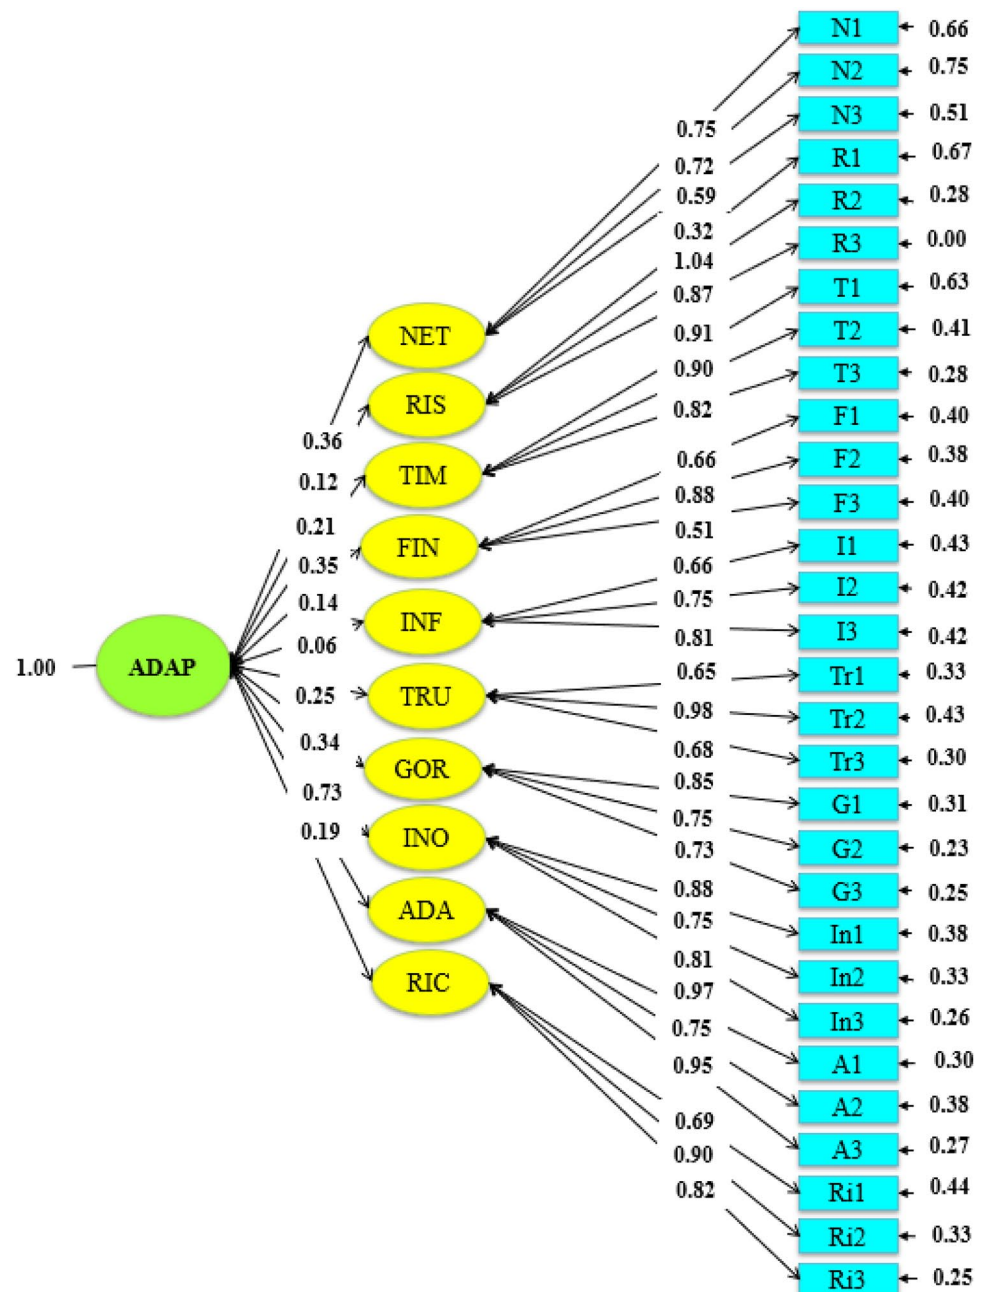 N1 0.66
N2 0.75
N3 0.51
R1 0.67
R2 0.28
R3 0.00
T1 0.63
T2 0.41
T3 0.28
F1 0.40
F2 0.38
F3 0.40
I1 0.43
I2 0.42
I3 0.42
Tr1 0.33
Tr2 0.43
Tr3 0.30
G1 0.31
G2 0.23
G3 0.25
In1 0.38
In2 0.33
In3 0.26
A1 0.30
A2 0.38
A3 0.27
Ri1 0.44
Ri2 0.33
Ri3 0.25
0.75
0.72
0.59
0.32
1.04
0.87
0.91
0.90
0.82
0.66
0.88
0.51
0.66
0.75
0.81
0.65
0.98
0.68
0.85
0.75
0.73
0.88
0.75
0.81
0.97
0.75
0.95
0.69
0.90
0.82
NET
RIS
TIM
FIN
INF
TRU
GOR
INO
ADA
RIC
0.36
0.12
0.21
0.35
0.14
0.06
0.25
0.34
0.73
0.19
1.00 ADAP